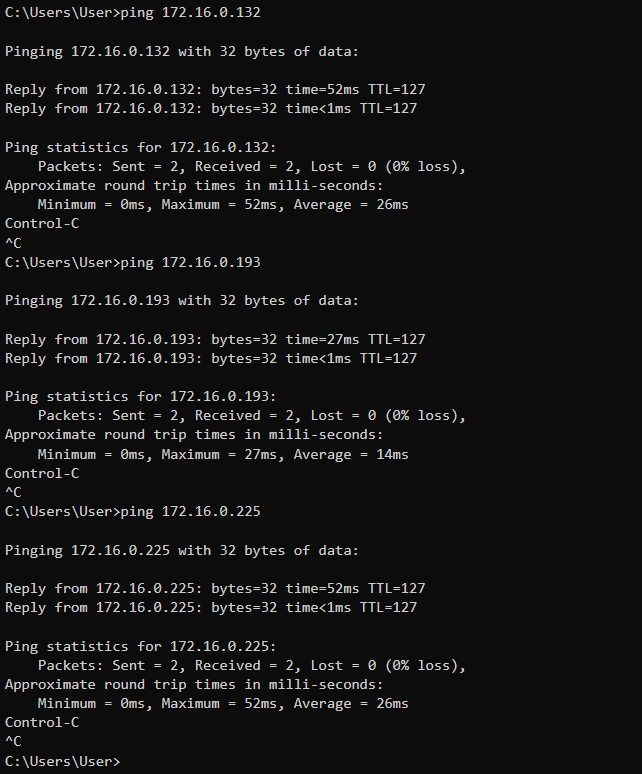 C:\Users\User>ping 172.16.0.132
Pinging 172.16.0.132 with 32 bytes of data:
Reply from 172.16.0.132: bytes=32 time=52ms TTL=127
Reply from 172.16.0.132: bytes=32 time<1ms TTL=127
Ping statistics for 172.16.0.132:
    Packets: Sent = 2, Received = 2, Lost = 0 (0% loss),
Approximate round trip times in milli-seconds:
    Minimum = 0ms, Maximum = 52ms, Average = 26ms
Control-C
^C
C:\Users\User>ping 172.16.0.193
Pinging 172.16.0.193 with 32 bytes of data:
Reply from 172.16.0.193: bytes=32 time=27ms TTL=127
Reply from 172.16.0.193: bytes=32 time<1ms TTL=127
Ping statistics for 172.16.0.193:
    Packets: Sent = 2, Received = 2, Lost = 0 (0% loss),
Approximate round trip times in milli-seconds:
    Minimum = 0ms, Maximum = 27ms, Average = 14ms
Control-C
^C
C:\Users\User>ping 172.16.0.225
Pinging 172.16.0.225 with 32 bytes of data:
Reply from 172.16.0.225: bytes=32 time=52ms TTL=127
Reply from 172.16.0.225: bytes=32 time<1ms TTL=127
Ping statistics for 172.16.0.225:
    Packets: Sent = 2, Received = 2, Lost = 0 (0% loss),
Approximate round trip times in milli-seconds:
    Minimum = 0ms, Maximum = 52ms, Average = 26ms
Control-C
^C
C:\Users\User>